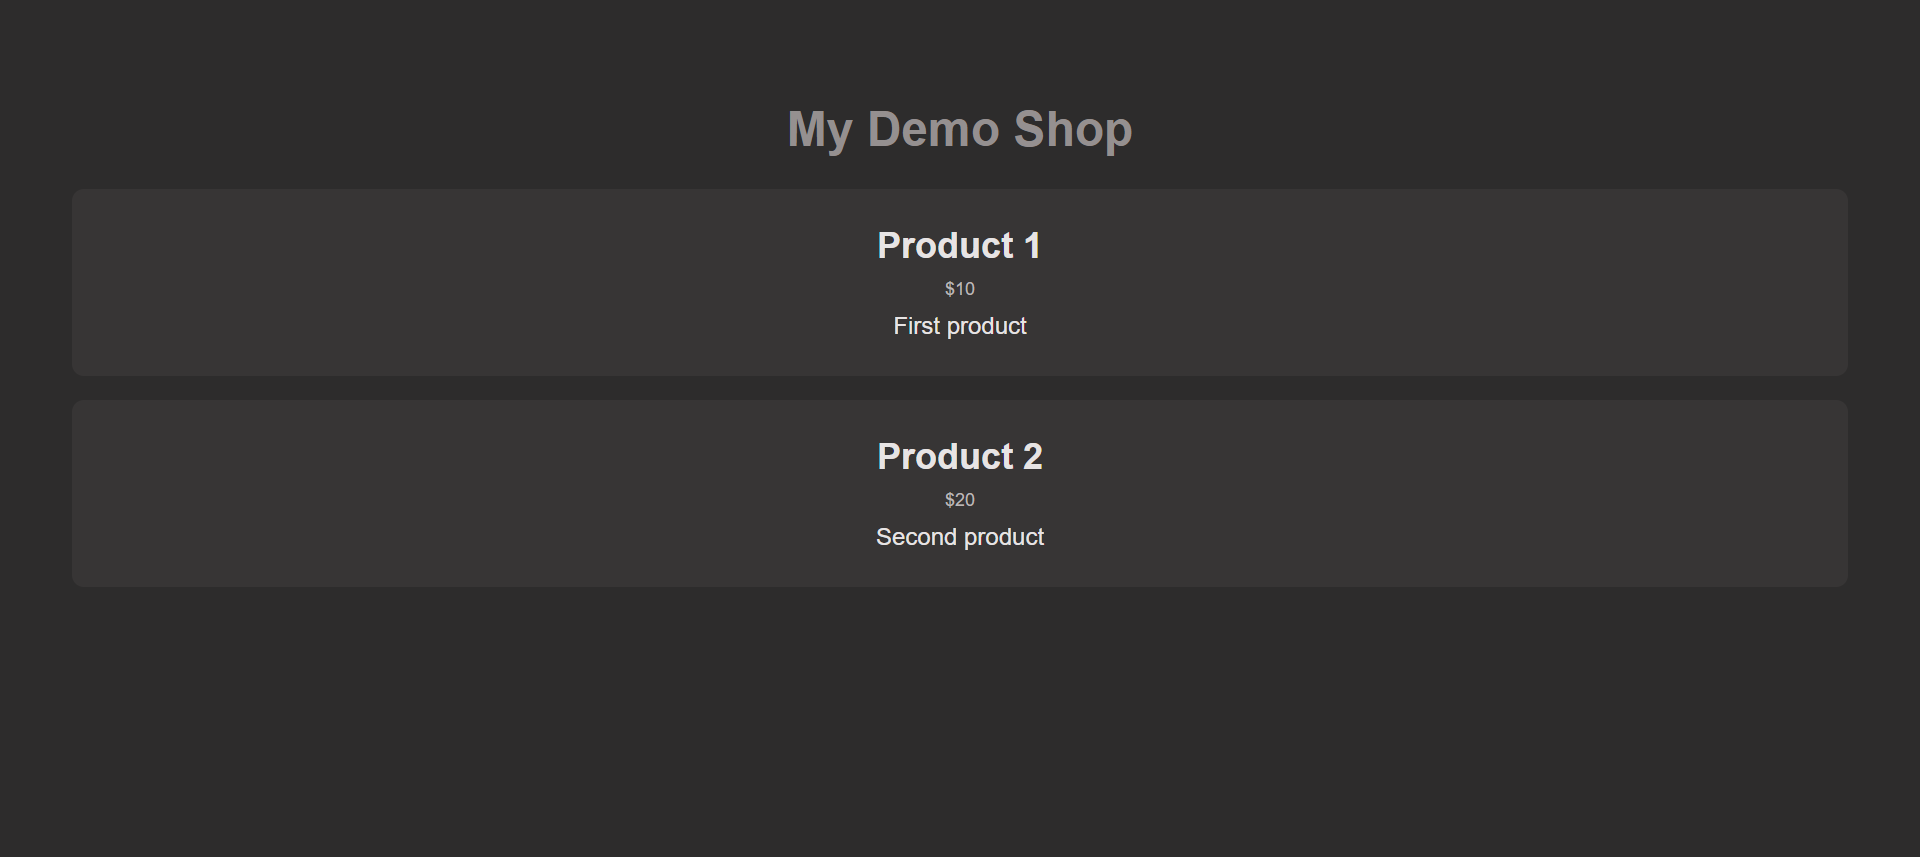 My Demo Shop
Product 1
$10
First product
Product 2
$20
Second product